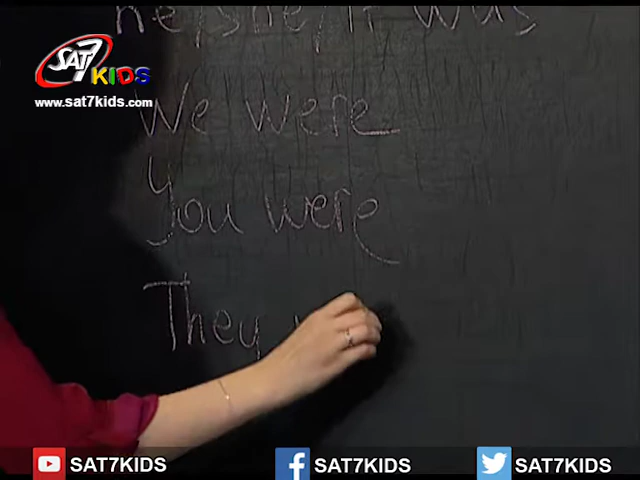 he/she/it was
SAT7
KIDS
www.sat7kids.com
We were
You were
They
SAT7KIDS SAT7KIDS SAT7KIDS